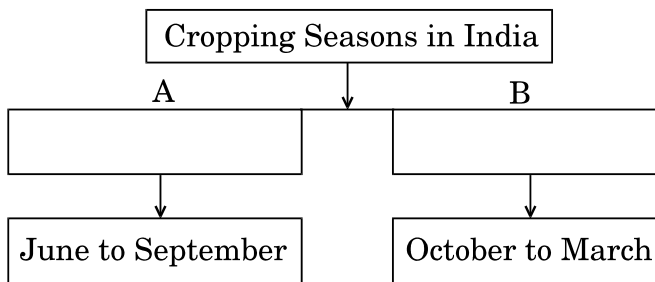 Cropping Seasons in India
A
B
June to September
October to March